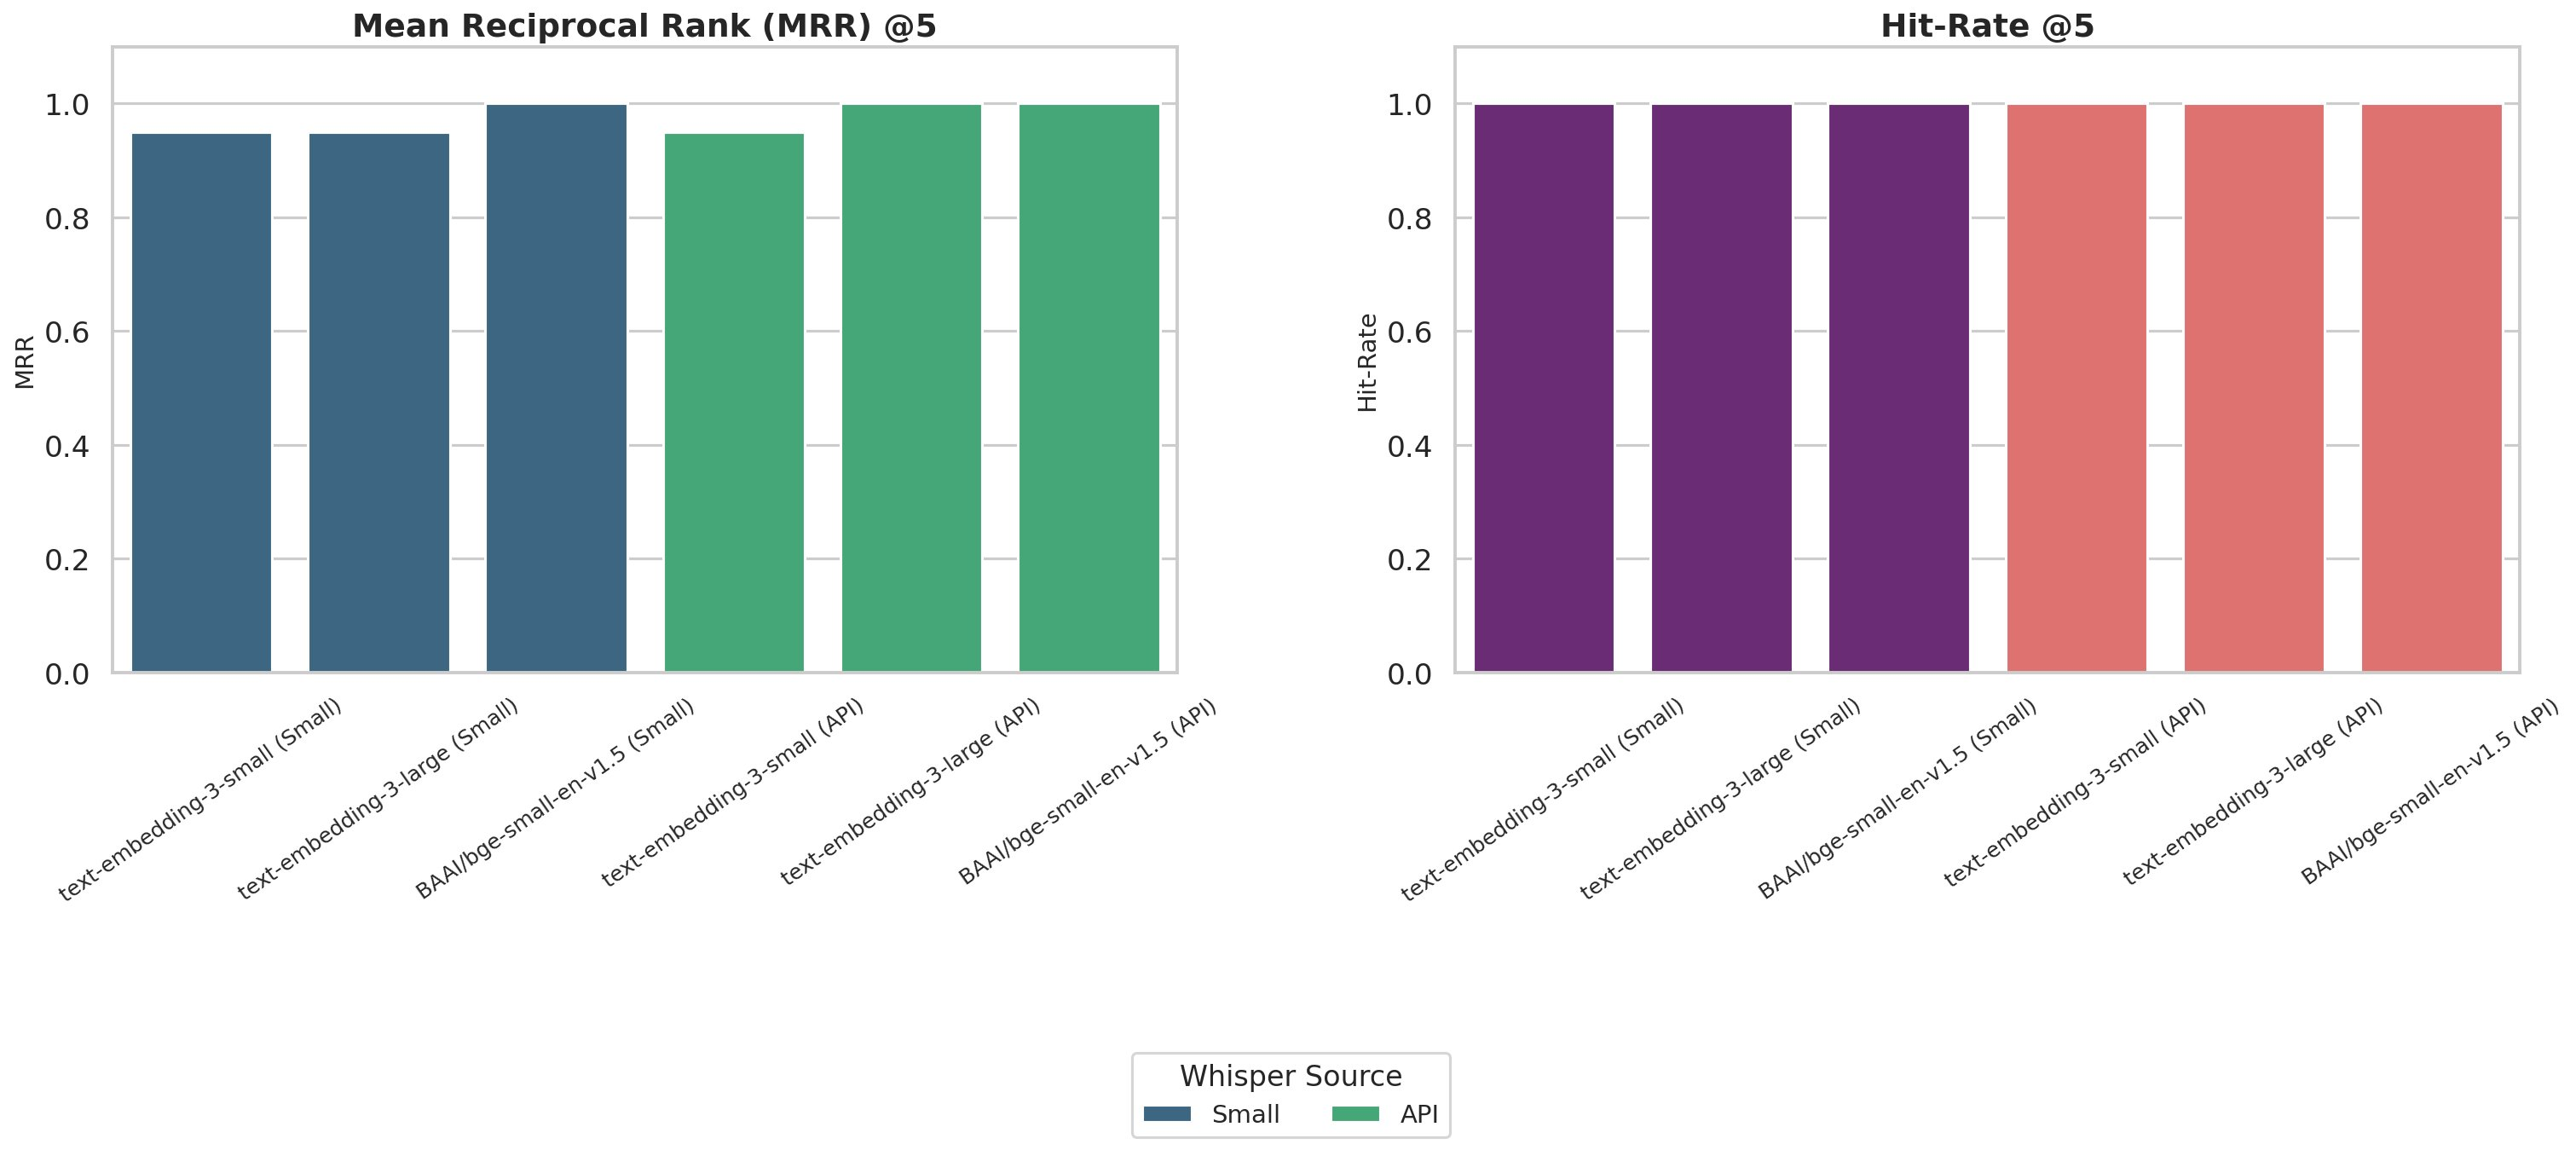 Mean Reciprocal Rank (MRR) @5
MRR
1.0
0.8
0.6
0.4
0.2
0.0
text-embedding-3-small (Small)
text-embedding-3-large (Small)
BAAI/bge-small-en-v1.5 (Small)
text-embedding-3-small (API)
text-embedding-3-large (API)
BAAI/bge-small-en-v1.5 (API)
Hit-Rate @5
Hit-Rate
1.0
0.8
0.6
0.4
0.2
0.0
text-embedding-3-small (Small)
text-embedding-3-large (Small)
BAAI/bge-small-en-v1.5 (Small)
text-embedding-3-small (API)
text-embedding-3-large (API)
BAAI/bge-small-en-v1.5 (API)
Whisper Source
Small API